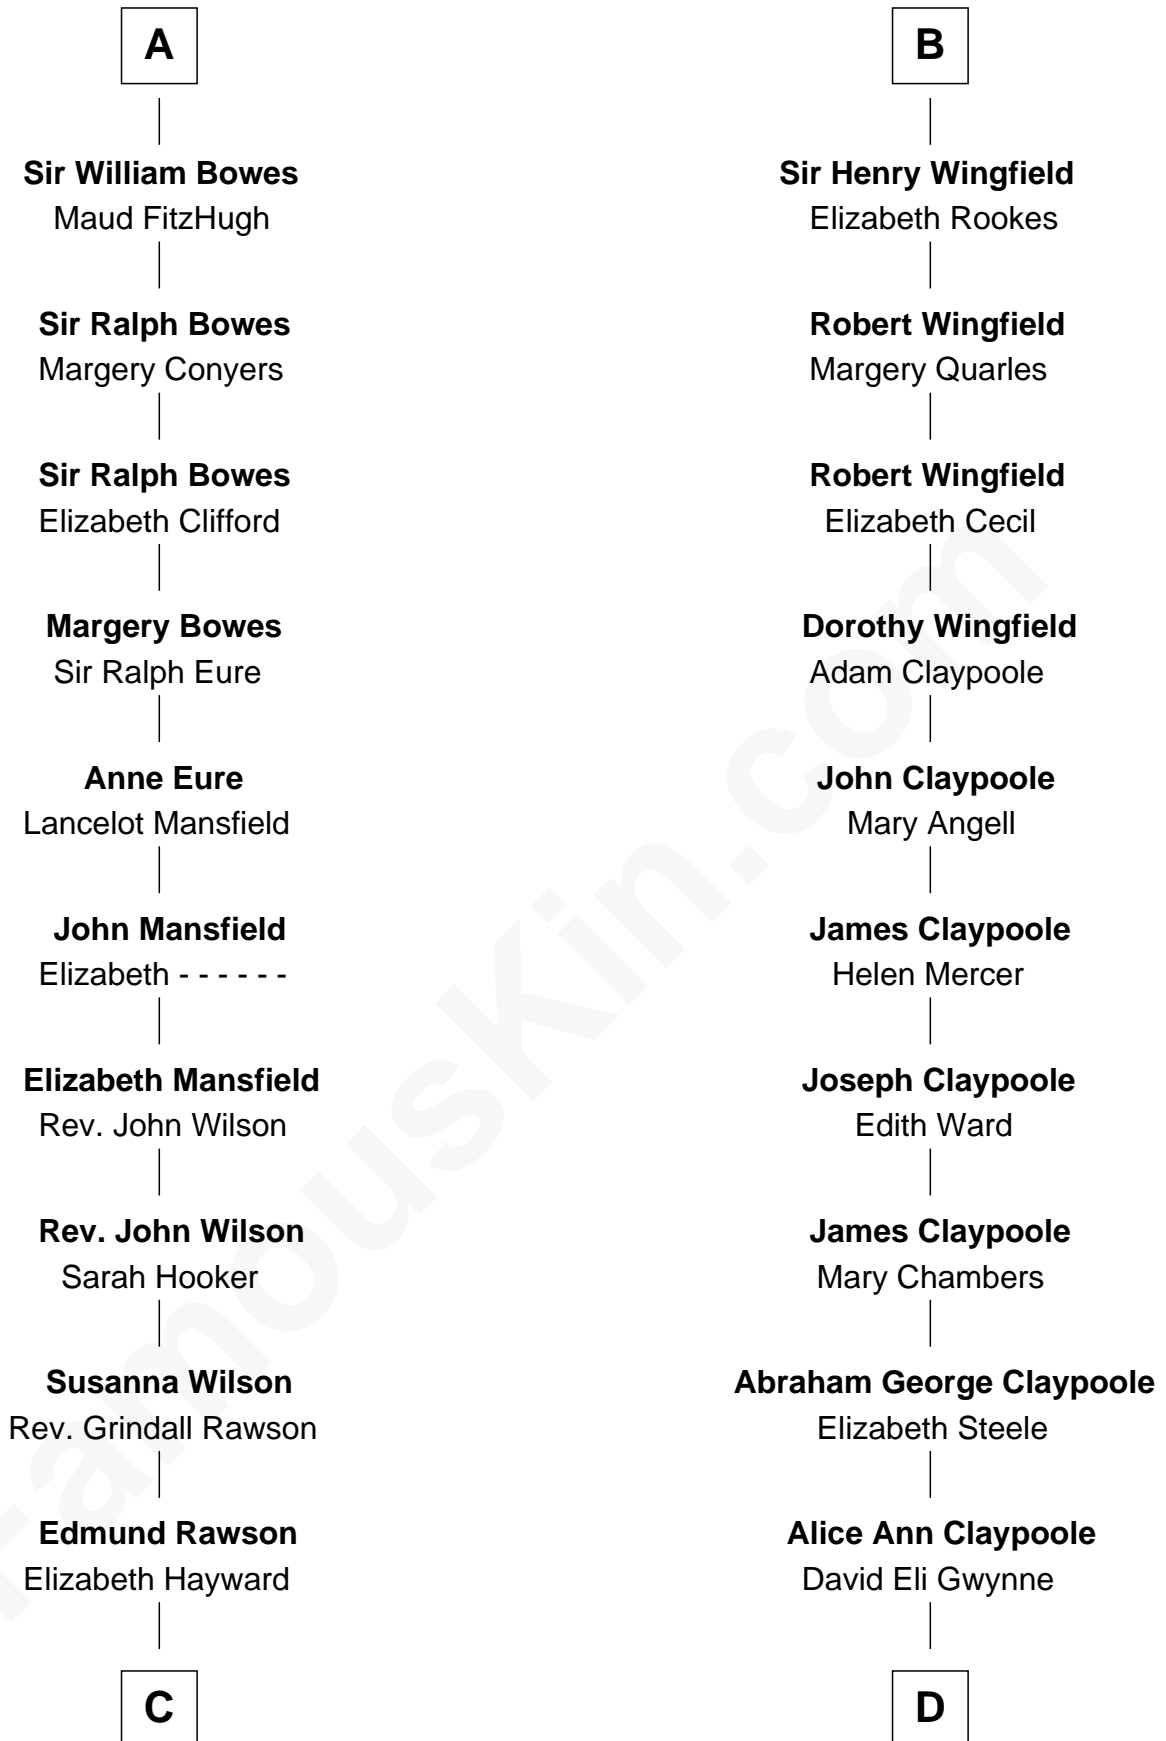 A
Sir William Bowes
Maud FitzHugh
Sir Ralph Bowes
Margery Conyers
Sir Ralph Bowes
Elizabeth Clifford
Margery Bowes
Sir Ralph Eure
Anne Eure
Lancelot Mansfield
John Mansfield
Elizabeth - - - - - -
Elizabeth Mansfield
Rev. John Wilson
Rev. John Wilson
Sarah Hooker
Susanna Wilson
Rev. Grindall Rawson
Edmund Rawson
Elizabeth Hayward
C
B
Sir Henry Wingfield
Elizabeth Rookes
Robert Wingfield
Margery Quarles
Robert Wingfield
Elizabeth Cecil
Dorothy Wingfield
Adam Claypoole
John Claypoole
Mary Angell
James Claypoole
Helen Mercer
Joseph Claypoole
Edith Ward
James Claypoole
Mary Chambers
Abraham George Claypoole
Elizabeth Steele
Alice Ann Claypoole
David Eli Gwynne
D
FamousKin.com